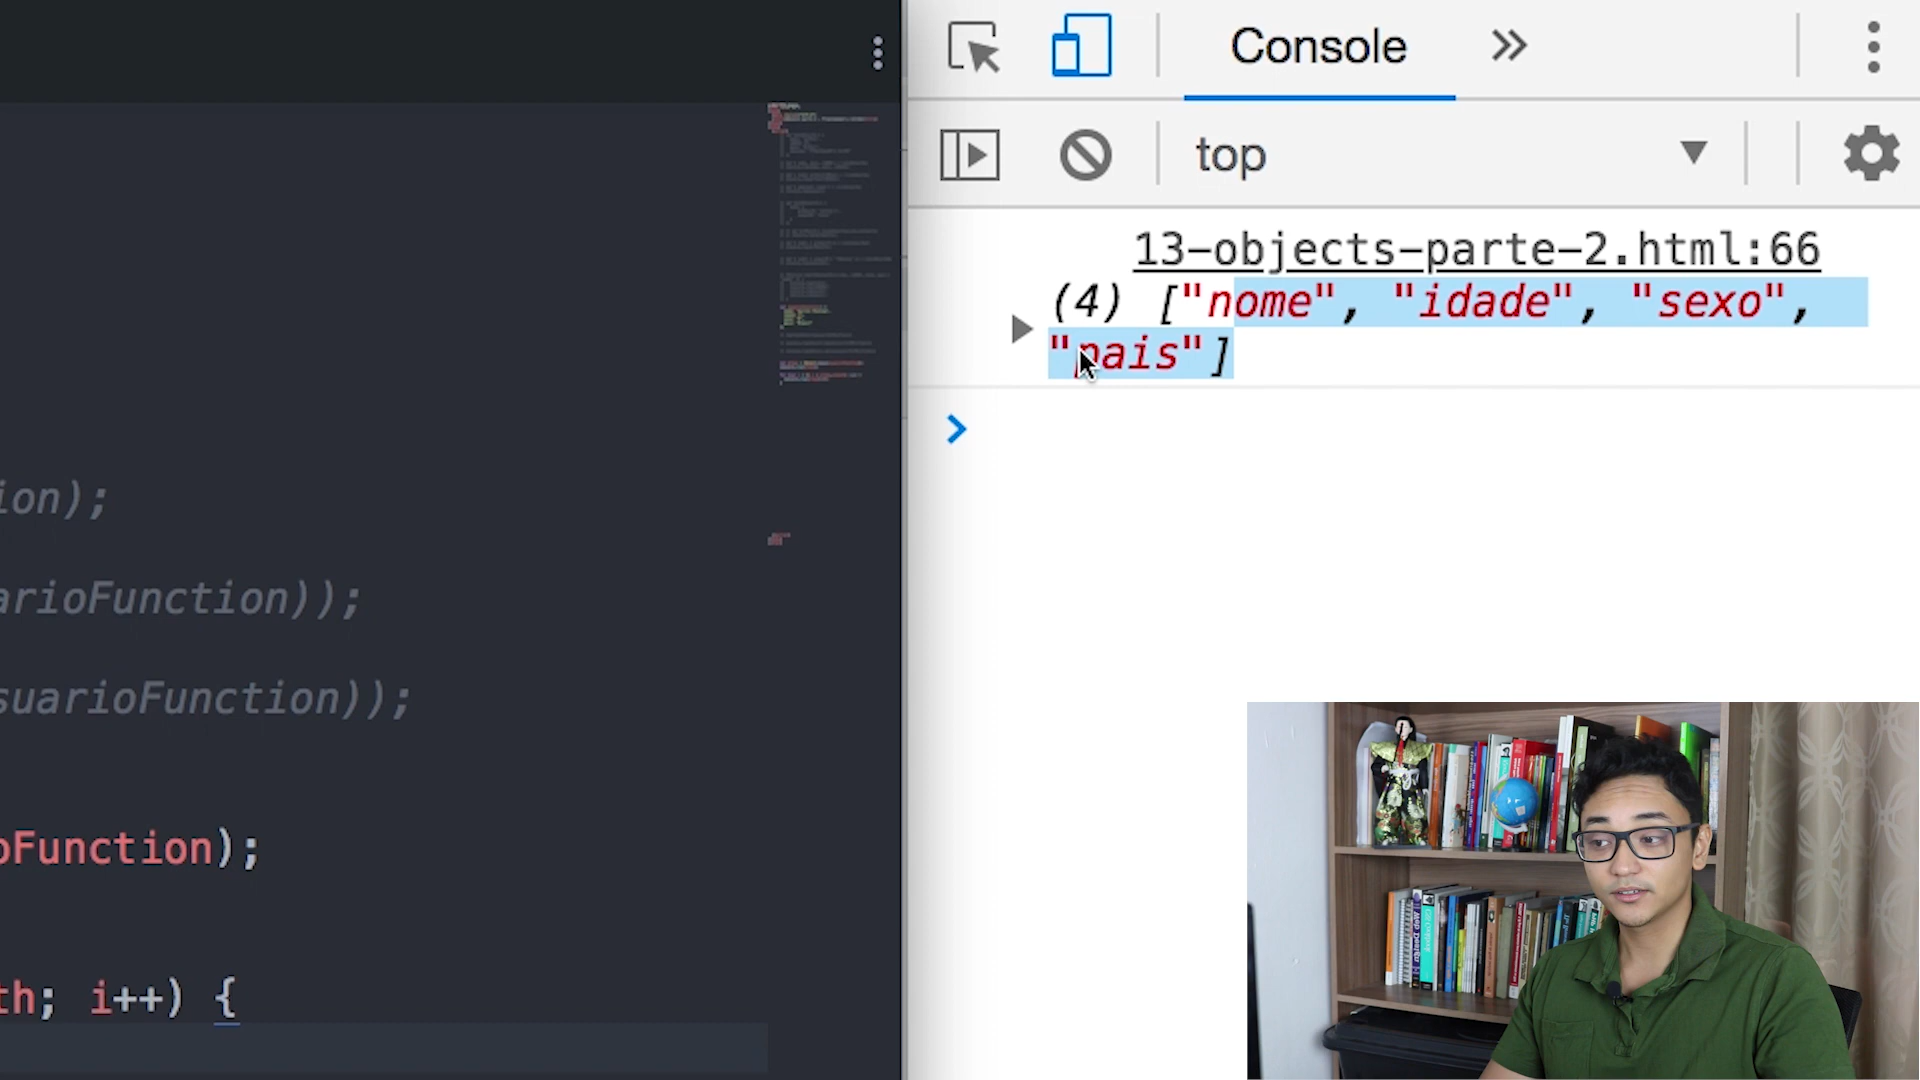 Console
top
13-objects-parte-2.html:66
(4) ["nome", "idade", "sexo",
"pais"]
ion);
arioFunction));
suarioFunction));
oFunction);
th; i++) {